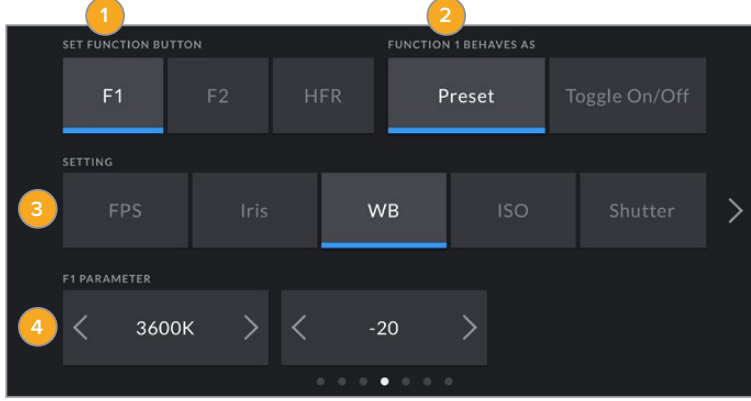 1 2
SET FUNCTION BUTTON FUNCTION 1 BEHAVES AS
F1 F2 HFR Preset Toggle On/Off
SETTING
3 FPS Iris WB ISO Shutter
F1 PARAMETER
4 3600K -20